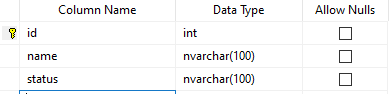 Column Name Data Type Allow Nulls
id int
name nvarchar(100)
status nvarchar(100)